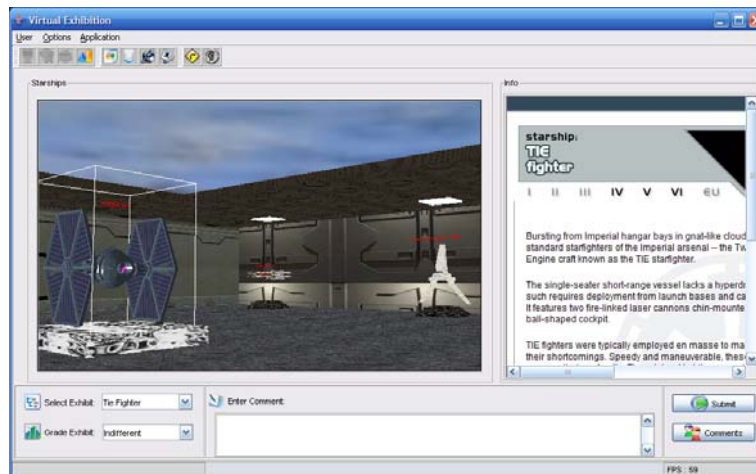 Virtual Exhibition
User Options Application
Starships
Info
starship:
TIE
fighter
I II III IV V VI EU
Bursting from Imperial hangar bays in gnat-like cloud
standard starfighters of the Imperial arsenal -- the Tw
Engine craft known as the TIE starfighter.
The single-seater short-range vessel lacks a hyperdr
such requires deployment from launch bases and ca
It features two fire-linked laser cannons chin-mounte
ball-shaped cockpit.
TIE fighters were typically employed en masse to ma
their shortcomings. Speedy and maneuverable, thes
Select Exhibit: Tie Fighter
Enter Comment:
Submit
Grade Exhibit: Indifferent
Comments
FPS : 59